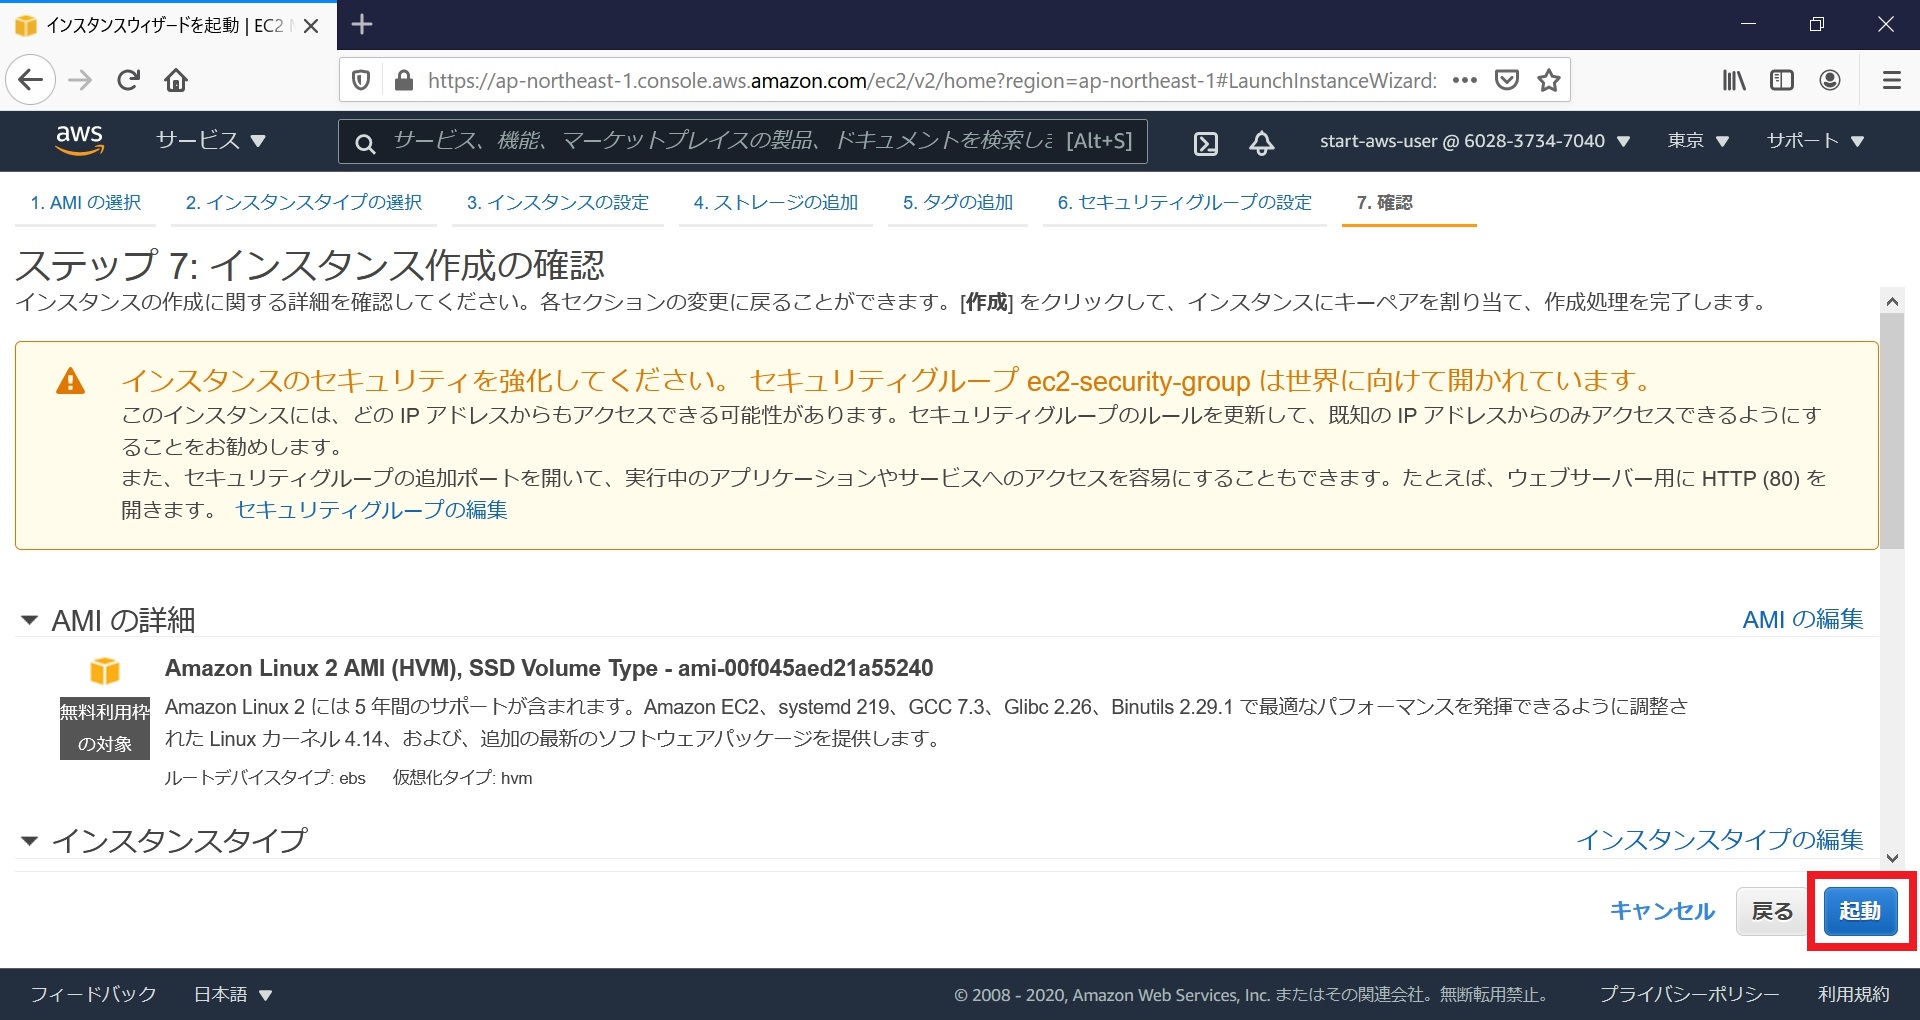 インスタンスウィザードを起動 | EC2
https://ap-northeast-1.console.aws.amazon.com/ec2/v2/home?region=ap-northeast-1#LaunchInstanceWizard:
aws
サービス
サービス、機能、マーケットプレイスの製品、ドキュメントを検索しま [Alt+S]
start-aws-user @ 6028-3734-7040
東京
サポート
1. AMI の選択
2. インスタンスタイプの選択
3. インスタンスの設定
4. ストレージの追加
5. タグの追加
6. セキュリティグループの設定
7. 確認
ステップ 7: インスタンス作成の確認
インスタンスの作成に関する詳細を確認してください。各セクションの変更に戻ることができます。[作成] をクリックして、インスタンスにキーペアを割り当て、作成処理を完了します。
インスタンスのセキュリティを強化してください。 セキュリティグループ ec2-security-group は世界に向けて開かれています。
このインスタンスには、どの IP アドレスからもアクセスできる可能性があります。セキュリティグループのルールを更新して、既知の IP アドレスからのみアクセスできるようにす
ることをお勧めします。
また、セキュリティグループの追加ポートを開いて、実行中のアプリケーションやサービスへのアクセスを容易にすることもできます。たとえば、ウェブサーバー用に HTTP (80) を
開きます。 セキュリティグループの編集
AMI の詳細
AMI の編集
Amazon Linux 2 AMI (HVM), SSD Volume Type - ami-00f045aed21a55240
無料利用枠
の対象
Amazon Linux 2 には 5 年間のサポートが含まれます。Amazon EC2、systemd 219、GCC 7.3、Glibc 2.26、Binutils 2.29.1 で最適なパフォーマンスを発揮できるように調整さ
れた Linux カーネル 4.14、および、追加の最新のソフトウェアパッケージを提供します。
ルートデバイスタイプ: ebs 仮想化タイプ: hvm
インスタンスタイプ
インスタンスタイプの編集
キャンセル
戻る
起動
フィードバック
日本語
© 2008 - 2020, Amazon Web Services, Inc. またはその関連会社。無断転用禁止。
プライバシーポリシー
利用規約